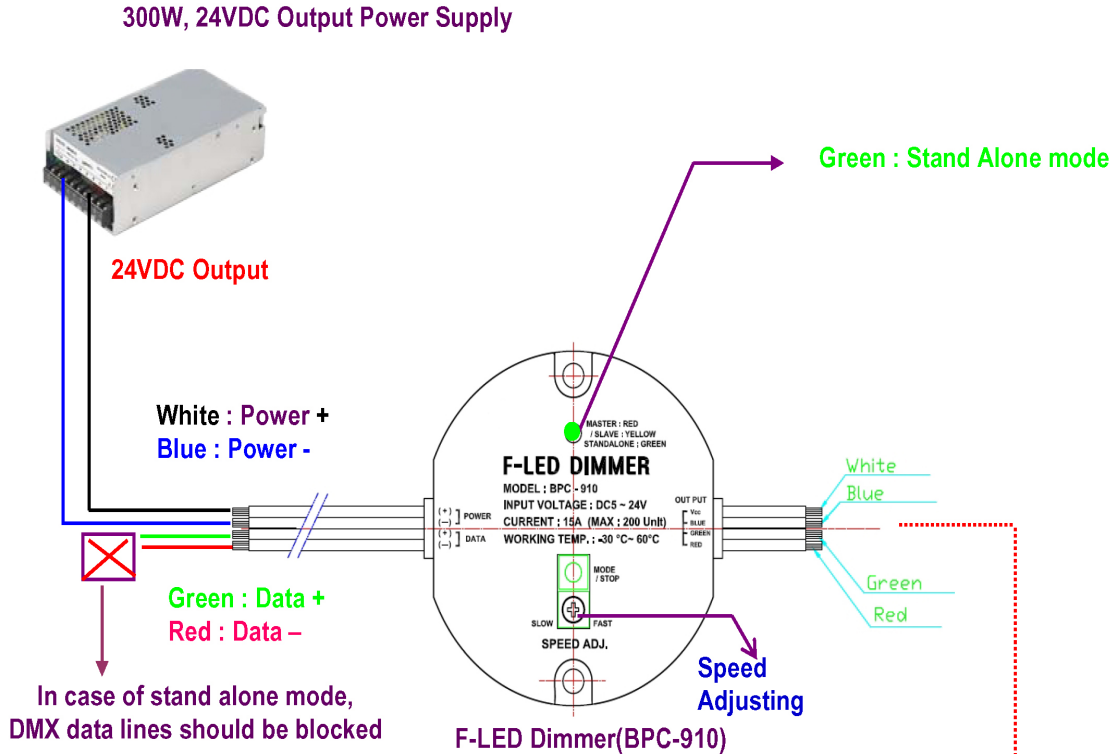 300W, 24VDC Output Power Supply
Green : Stand Alone mode
24VDC Output
White : Power +
Blue : Power -
MASTER : RED
/ SLAVE : YELLOW
STANDALONE : GREEN
F-LED DIMMER
MODEL : BPC - 910
INPUT VOLTAGE : DC5 ~ 24V
CURRENT : 15A (MAX : 200 Unit)
WORKING TEMP. : -30 °C~ 60°C
(+)
(−)
POWER
(+)
(−)
DATA
OUT PUT
Vcc
BLUE
GREEN
RED
White
Blue
Green
Red
MODE
/ STOP
SLOW
FAST
SPEED ADJ.
Green : Data +
Red : Data –
Speed
Adjusting
In case of stand alone mode,
DMX data lines should be blocked
F-LED Dimmer(BPC-910)